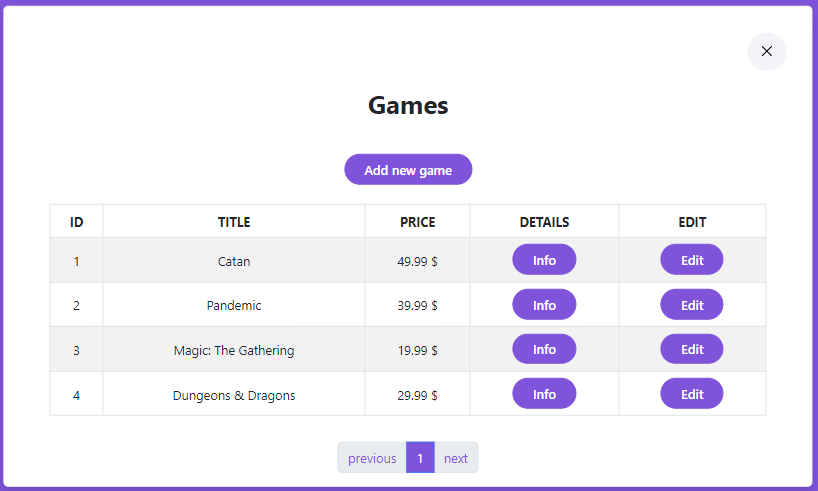 Games
Add new game
ID TITLE PRICE DETAILS EDIT
1 Catan 49.99 $ Info Edit
2 Pandemic 39.99 $ Info Edit
3 Magic: The Gathering 19.99 $ Info Edit
4 Dungeons & Dragons 29.99 $ Info Edit
previous 1 next